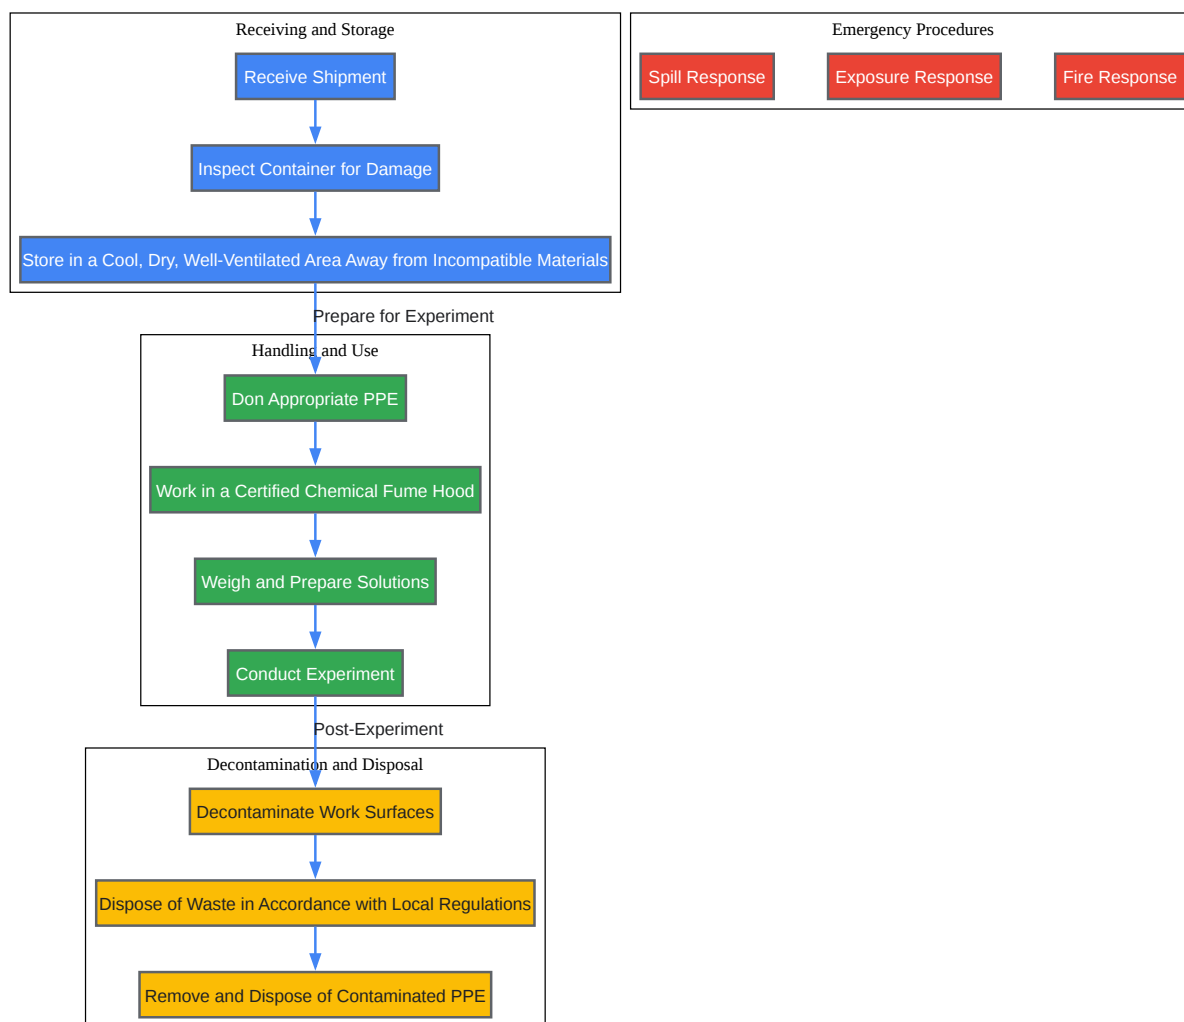 Receiving and Storage
Receive Shipment
Inspect Container for Damage
Store in a Cool, Dry, Well-Ventilated Area Away from Incompatible Materials
Emergency Procedures
Spill Response
Exposure Response
Fire Response
Prepare for Experiment
Handling and Use
Don Appropriate PPE
Work in a Certified Chemical Fume Hood
Weigh and Prepare Solutions
Conduct Experiment
Post-Experiment
Decontamination and Disposal
Decontaminate Work Surfaces
Dispose of Waste in Accordance with Local Regulations
Remove and Dispose of Contaminated PPE